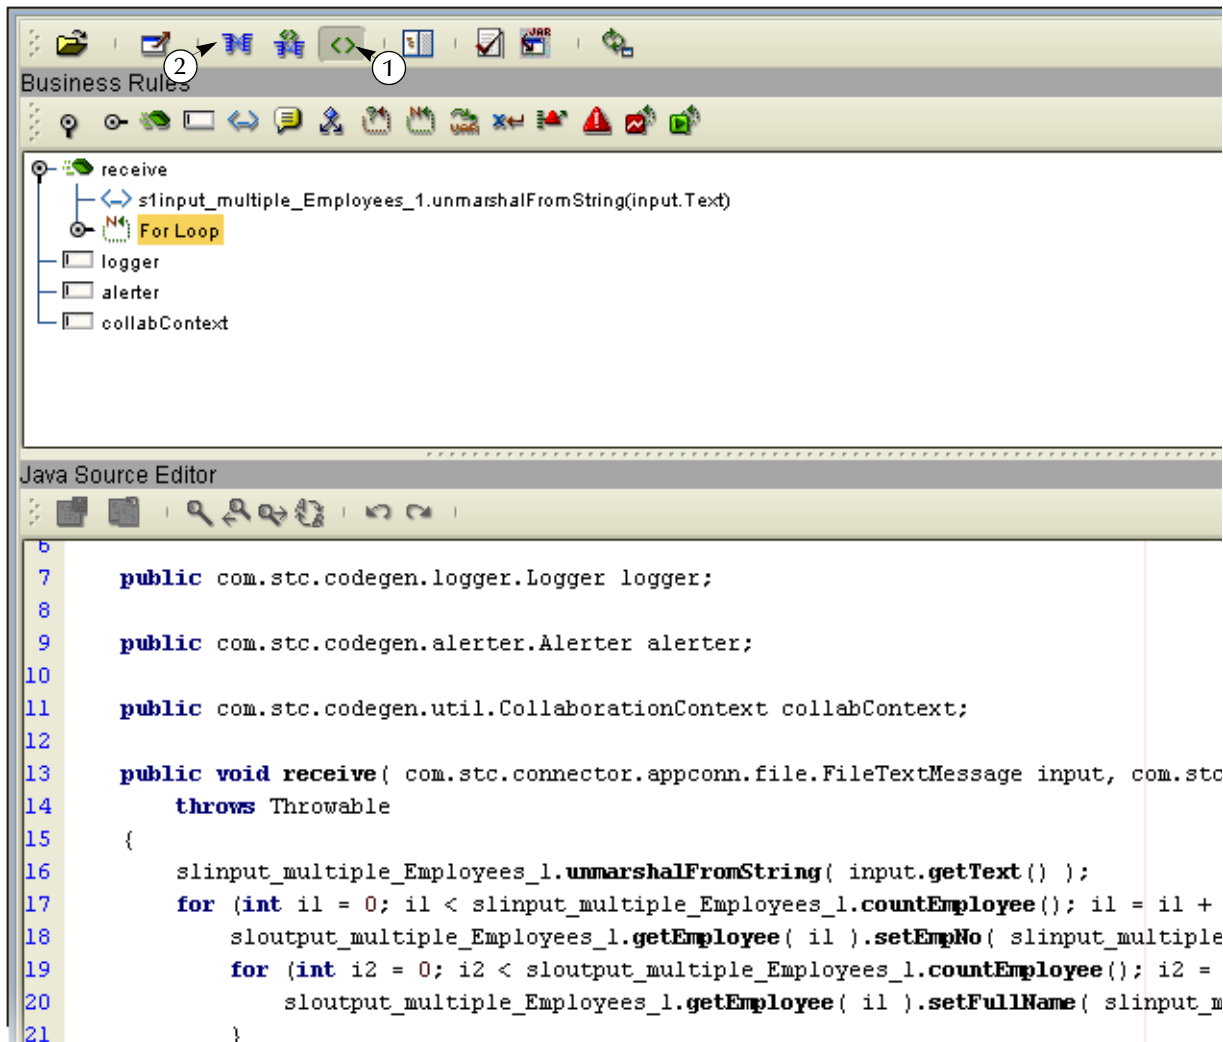 2
1
JAR
Business Rules
VAR
receive
s1input_multiple_Employees_1.unmarshalFromString(input.Text)
For Loop
logger
alerter
collabContext
Java Source Editor
6
7 public com.stc.codegen.logger.Logger logger;
8
9 public com.stc.codegen.alerter.Alerter alerter;
10
11 public com.stc.codegen.util.CollaborationContext collabContext;
12
13 public void receive( com.stc.connector.appconn.file.FileTextMessage input, com.stc
14 throws Throwable
15 {
16 s1input_multiple_Employees_1.unmarshalFromString( input.getText() );
17 for (int i1 = 0; i1 < s1input_multiple_Employees_1.countEmployee(); i1 = i1 +
18 s1output_multiple_Employees_1.getEmployee( i1 ).setEmpNo( s1input_multiple
19 for (int i2 = 0; i2 < s1output_multiple_Employees_1.countEmployee(); i2 =
20 s1output_multiple_Employees_1.getEmployee( i1 ).setFullName( s1input_m
21 }